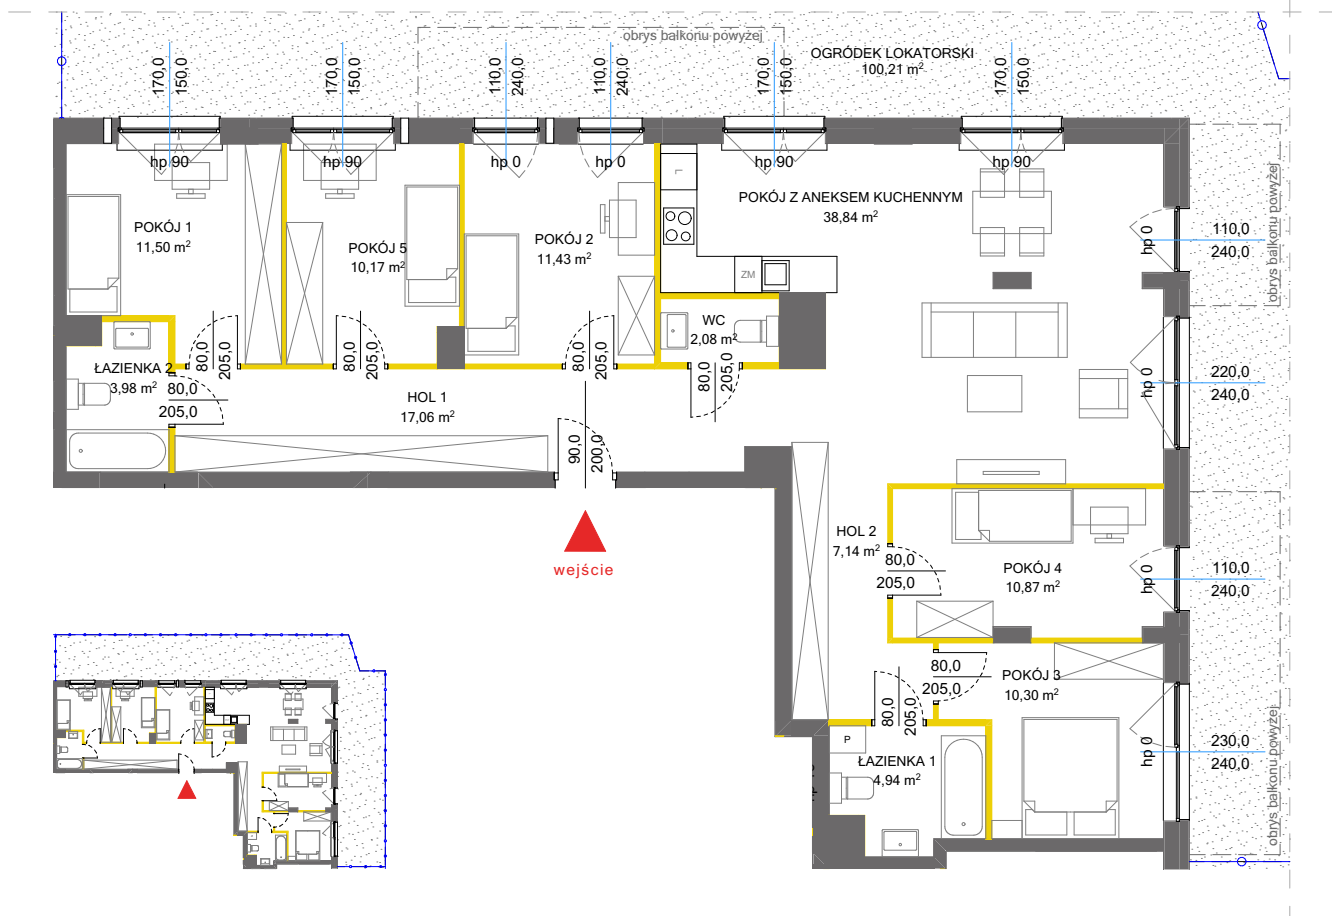 obrys balkonu powyżej
OGRÓDEK LOKATORSKI
100,21 m²
170,0
150,0
170,0
150,0
110,0
240,0
110,0
240,0
170,0
150,0
170,0
150,0
hp 90
hp 90
hp 0
hp 0
hp 90
hp 90
POKÓJ 1
11,50 m²
POKÓJ 5
10,17 m²
POKÓJ 2
11,43 m²
L
POKÓJ Z ANEKSEM KUCHENNYM
38,84 m²
ZM
hp 0
110,0
240,0
obrys balkonu powyżej
WC
2,08 m²
80,0
205,0
80,0
205,0
80,0
205,0
80,0
205,0
ŁAZIENKA 2
3,98 m²
80,0
205,0
HOL 1
17,06 m²
90,0
200,0
hp 0
220,0
240,0
wejście
HOL 2
7,14 m²
80,0
205,0
POKÓJ 4
10,87 m²
hp 0
110,0
240,0
80,0
205,0
POKÓJ 3
10,30 m²
80,0
205,0
P
ŁAZIENKA 1
4,94 m²
hp 0
230,0
240,0
obrys balkonu powyżej